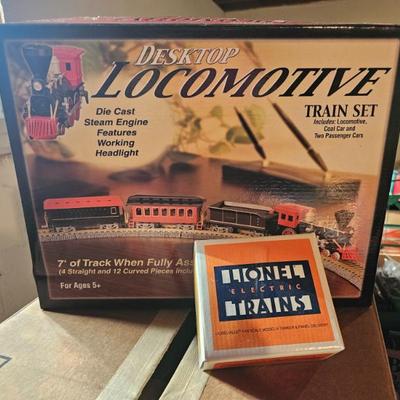 DESKTOP
LOCOMOTIVE
TRAIN SET
Includes: Locomotive,
Coal Car and
Two Passenger Cars
Die Cast
Steam Engine
Features
Working
Headlight
7' of Track When Fully Ass
(4 Straight and 12 Curved Pieces Inclu
For Ages 5+
LIONEL
ELECTRIC
TRAINS